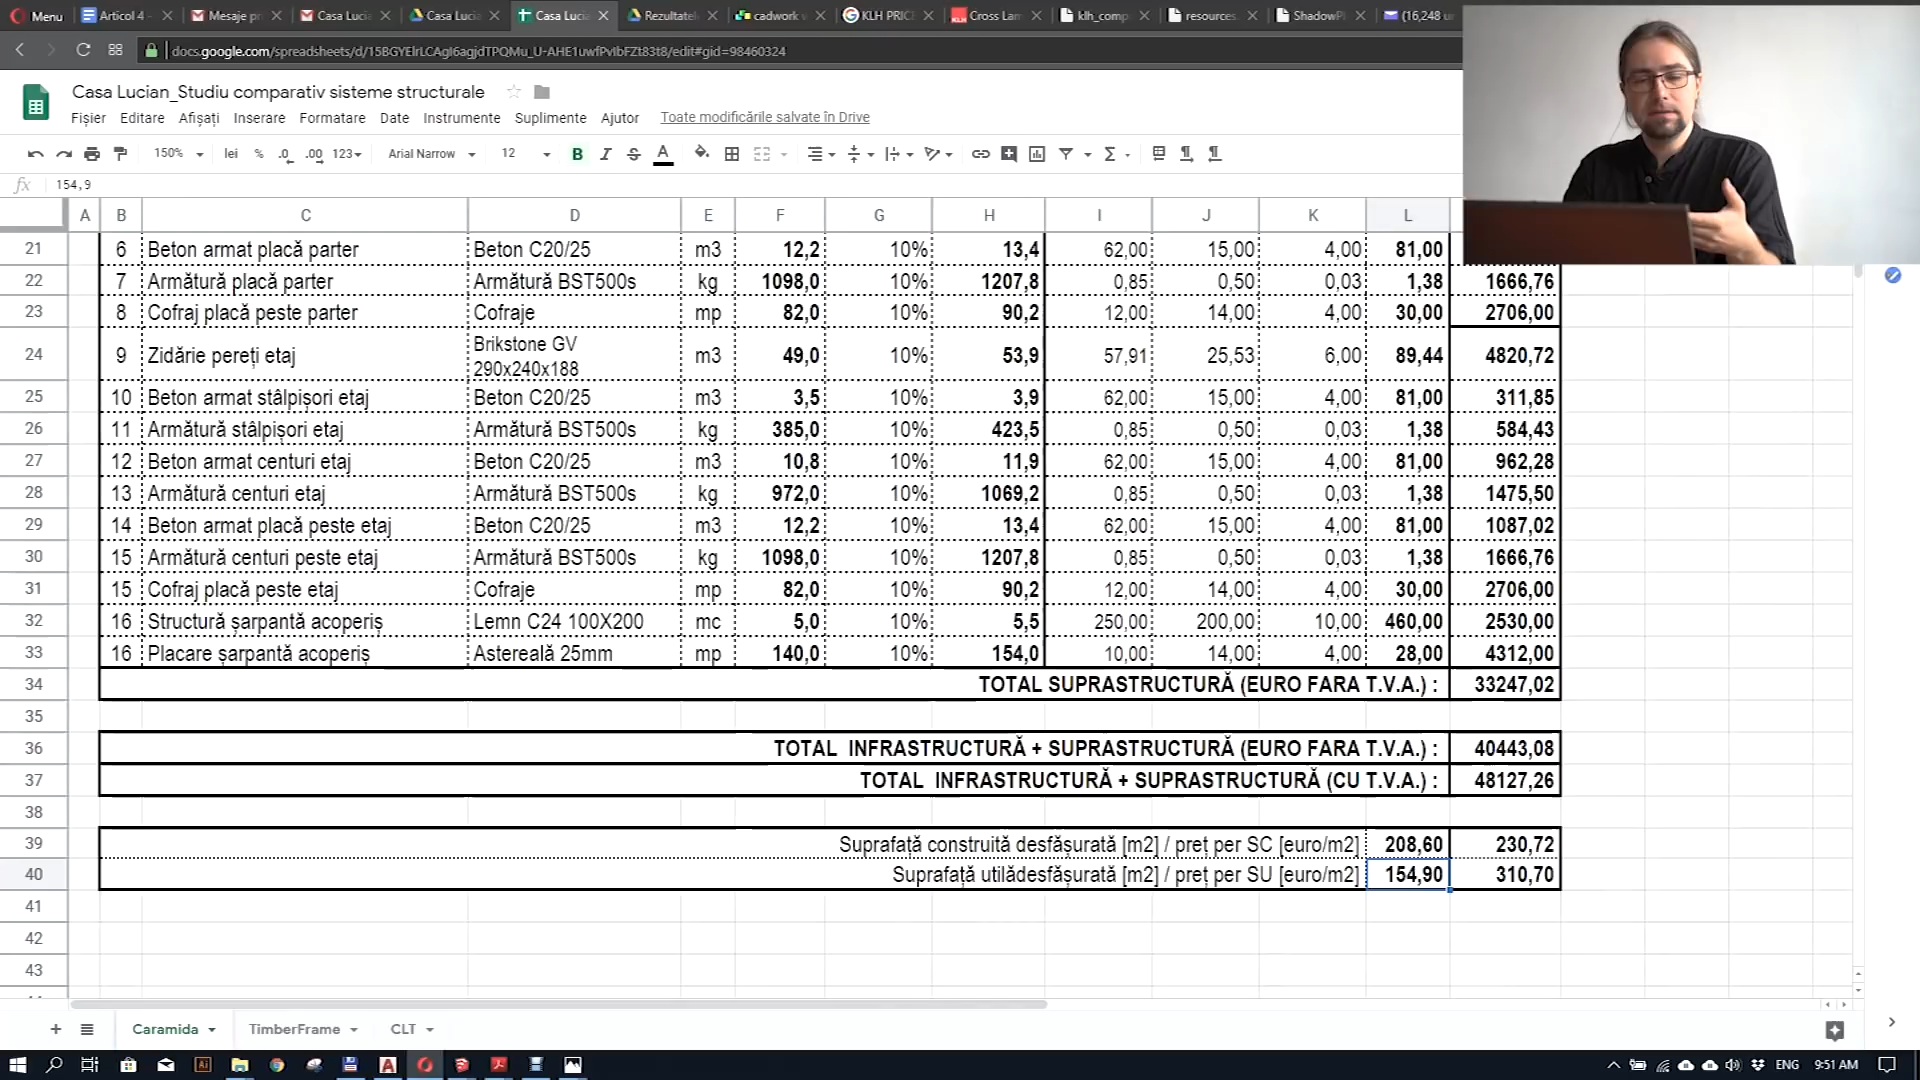 Menu Articol 4 - Mesaje pr Casa Lucia Casa Lucia Casa Lucia Rezultatele cadwork v KLH PRICE Cross Lam klh_comp resources. ShadowPl (16,248 u
docs.google.com/spreadsheets/d/15BGYElrLCAgI6agjdTPQMu_U-AHE1uwfPvIbFZt83t8/edit#gid=98460324
Casa Lucian_Studiu comparativ sisteme structurale
Fișier Editare Afișați Inserare Formatare Date Instrumente Suplimente Ajutor Toate modificările salvate în Drive
150% lei % .0 .00 123 Arial Narrow 12 B I S A
fx 154,9
A B C D E F G H I J K L
21 6 Beton armat placă parter Beton C20/25 m3 12,2 10% 13,4 62,00 15,00 4,00 81,00
22 7 Armătură placă parter Armătură BST500s kg 1098,0 10% 1207,8 0,85 0,50 0,03 1,38 1666,76
23 8 Cofraj placă peste parter Cofraje mp 82,0 10% 90,2 12,00 14,00 4,00 30,00 2706,00
24 9 Zidărie pereți etaj Brikstone GV 290x240x188 m3 49,0 10% 53,9 57,91 25,53 6,00 89,44 4820,72
25 10 Beton armat stâlpișori etaj Beton C20/25 m3 3,5 10% 3,9 62,00 15,00 4,00 81,00 311,85
26 11 Armătură stâlpișori etaj Armătură BST500s kg 385,0 10% 423,5 0,85 0,50 0,03 1,38 584,43
27 12 Beton armat centuri etaj Beton C20/25 m3 10,8 10% 11,9 62,00 15,00 4,00 81,00 962,28
28 13 Armătură centuri etaj Armătură BST500s kg 972,0 10% 1069,2 0,85 0,50 0,03 1,38 1475,50
29 14 Beton armat placă peste etaj Beton C20/25 m3 12,2 10% 13,4 62,00 15,00 4,00 81,00 1087,02
30 15 Armătură centuri peste etaj Armătură BST500s kg 1098,0 10% 1207,8 0,85 0,50 0,03 1,38 1666,76
31 15 Cofraj placă peste etaj Cofraje mp 82,0 10% 90,2 12,00 14,00 4,00 30,00 2706,00
32 16 Structură șarpantă acoperiș Lemn C24 100X200 mc 5,0 10% 5,5 250,00 200,00 10,00 460,00 2530,00
33 16 Placare șarpantă acoperiș Astereală 25mm mp 140,0 10% 154,0 10,00 14,00 4,00 28,00 4312,00
34 TOTAL SUPRASTRUCTURĂ (EURO FARA T.V.A.) : 33247,02
35
36 TOTAL INFRASTRUCTURĂ + SUPRASTRUCTURĂ (EURO FARA T.V.A.) : 40443,08
37 TOTAL INFRASTRUCTURĂ + SUPRASTRUCTURĂ (CU T.V.A.) : 48127,26
38
39 Suprafață construită desfășurată [m2] / preț per SC [euro/m2] 208,60 230,72
40 Suprafață utilădesfășurată [m2] / preț per SU [euro/m2] 154,90 310,70
41
42
43
Caramida TimberFrame CLT
ENG 9:51 AM